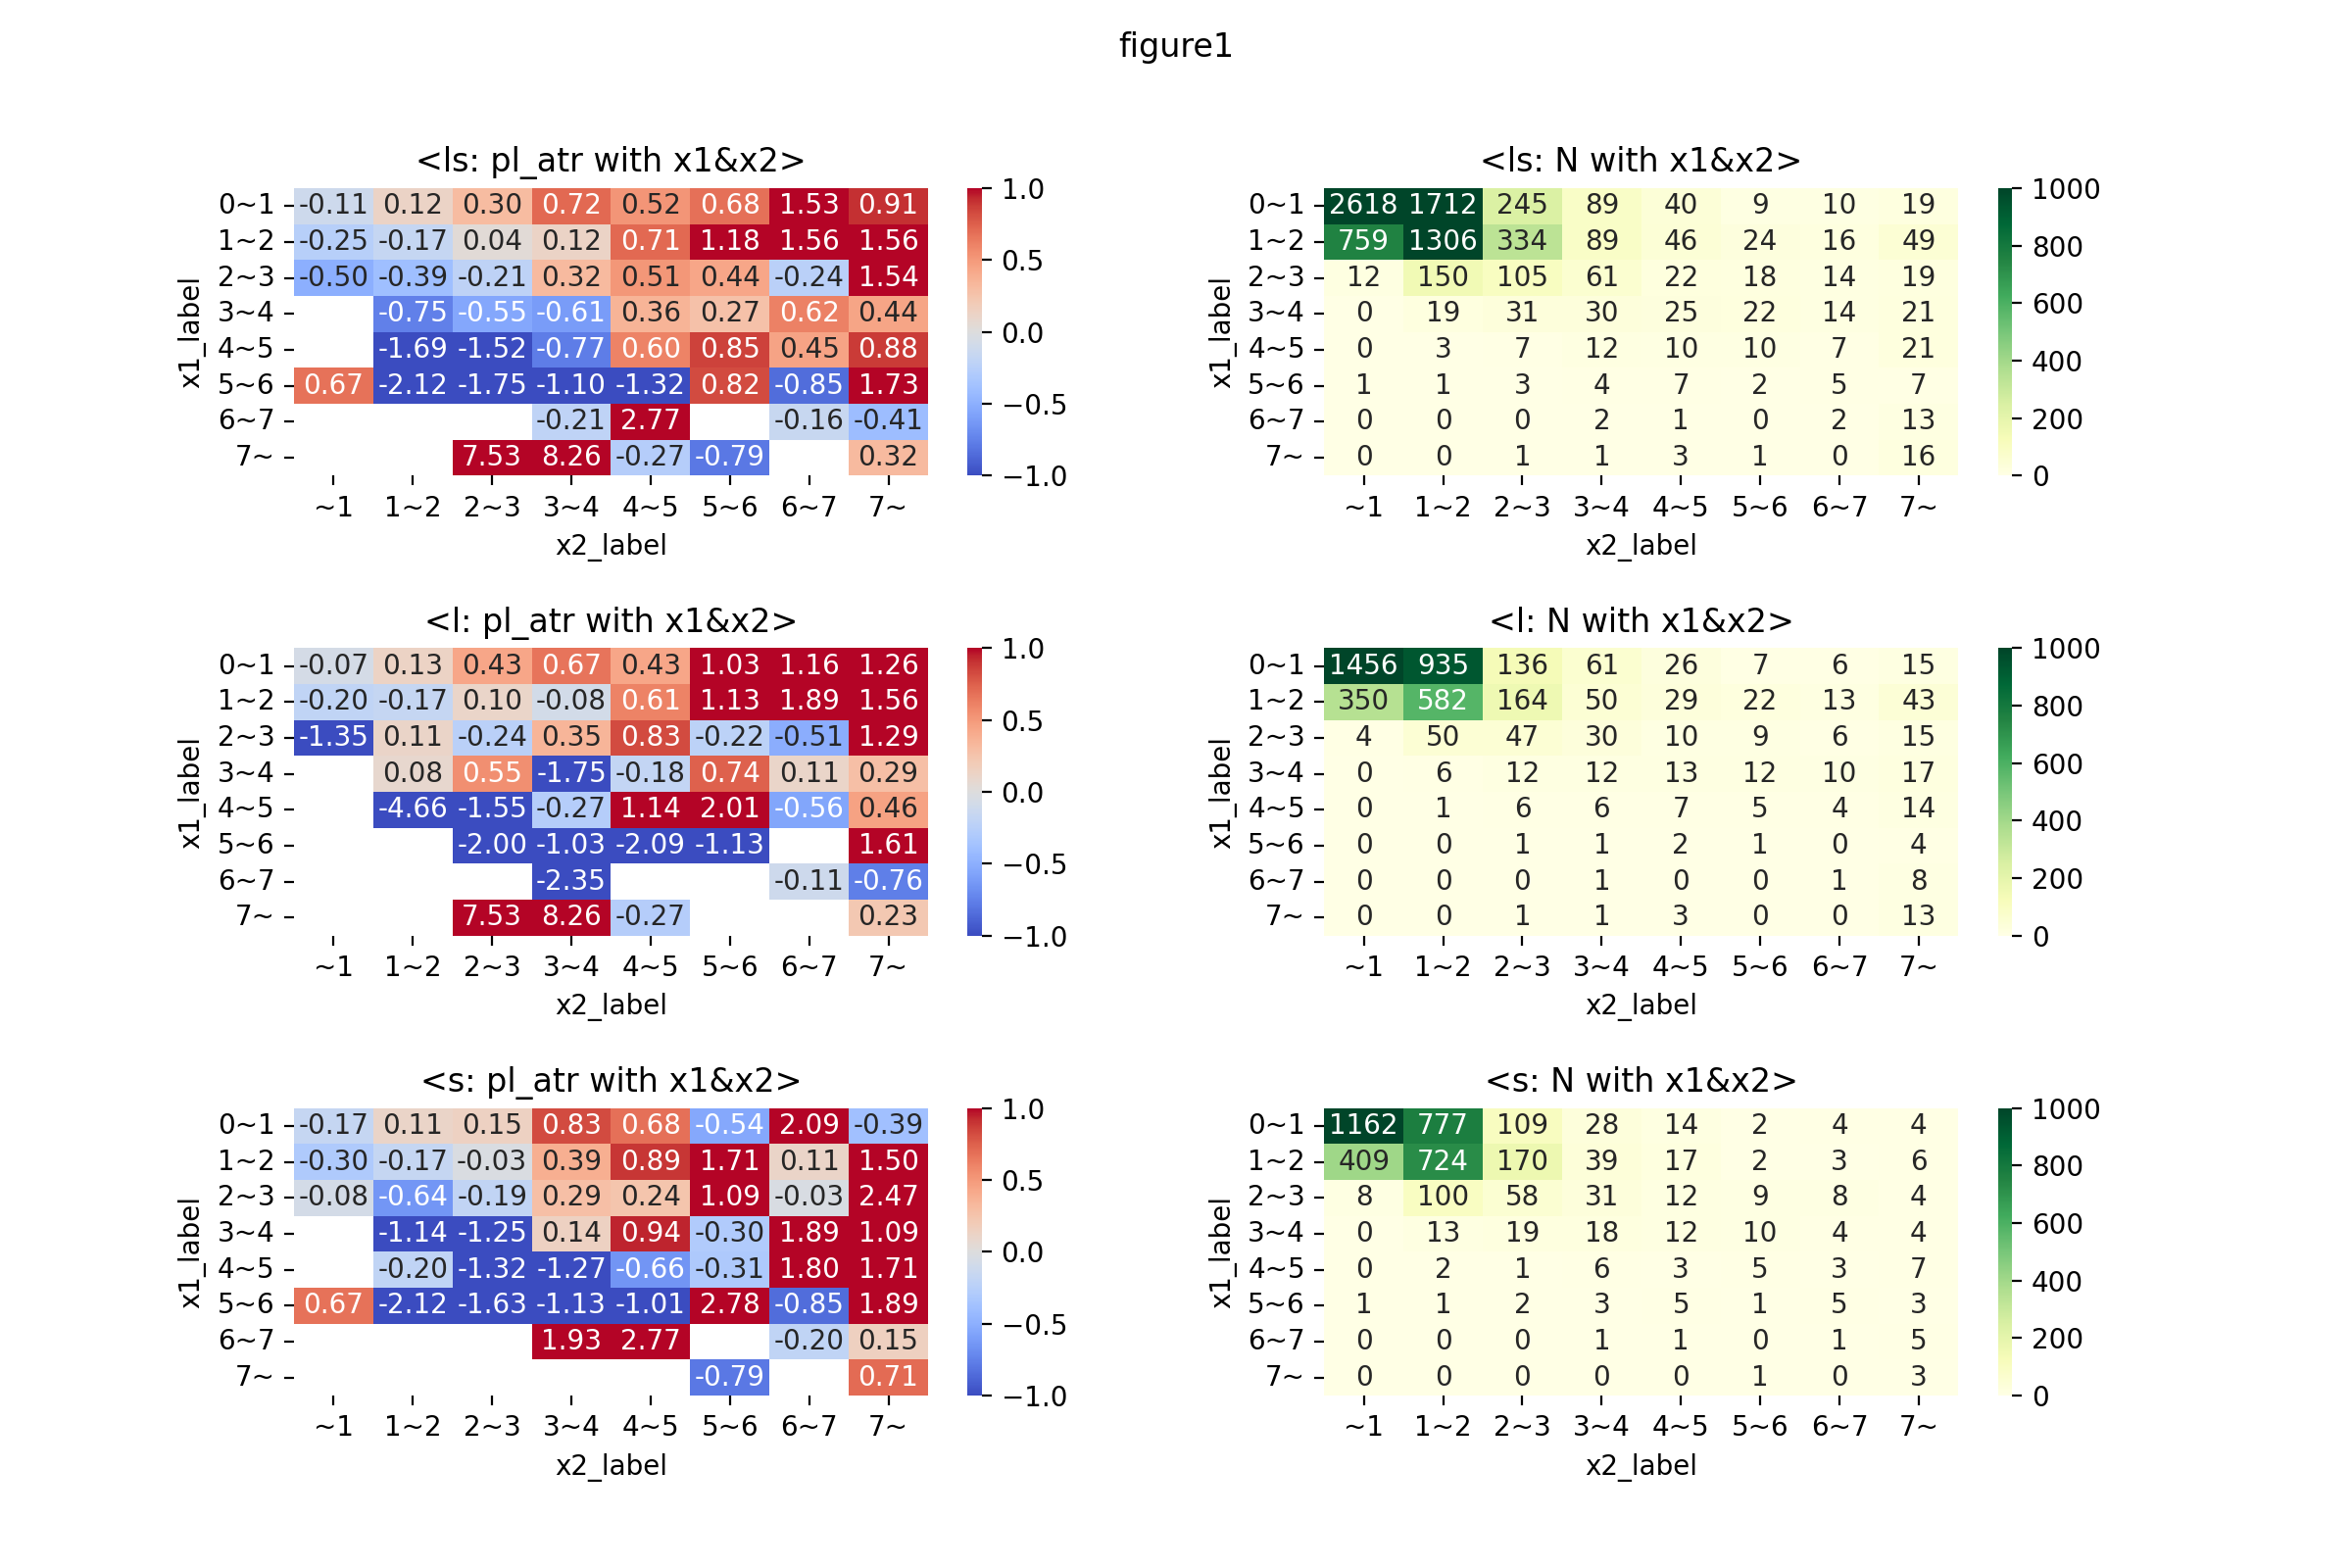 figure1
<ls: pl_atr with x1&x2>
x1_label
0~1 -0.11 0.12 0.30 0.72 0.52 0.68 1.53 0.91
1~2 -0.25 -0.17 0.04 0.12 0.71 1.18 1.56 1.56
2~3 -0.50 -0.39 -0.21 0.32 0.51 0.44 -0.24 1.54
3~4 -0.75 -0.55 -0.61 0.36 0.27 0.62 0.44
4~5 -1.69 -1.52 -0.77 0.60 0.85 0.45 0.88
5~6 0.67 -2.12 -1.75 -1.10 -1.32 0.82 -0.85 1.73
6~7 -0.21 2.77 -0.16 -0.41
7~ 7.53 8.26 -0.27 -0.79 0.32
~1 1~2 2~3 3~4 4~5 5~6 6~7 7~
x2_label
1.0
0.5
0.0
−0.5
−1.0
<ls: N with x1&x2>
x1_label
0~1 2618 1712 245 89 40 9 10 19
1~2 759 1306 334 89 46 24 16 49
2~3 12 150 105 61 22 18 14 19
3~4 0 19 31 30 25 22 14 21
4~5 0 3 7 12 10 10 7 21
5~6 1 1 3 4 7 2 5 7
6~7 0 0 0 2 1 0 2 13
7~ 0 0 1 1 3 1 0 16
~1 1~2 2~3 3~4 4~5 5~6 6~7 7~
x2_label
1000
800
600
400
200
0
<l: pl_atr with x1&x2>
x1_label
0~1 -0.07 0.13 0.43 0.67 0.43 1.03 1.16 1.26
1~2 -0.20 -0.17 0.10 -0.08 0.61 1.13 1.89 1.56
2~3 -1.35 0.11 -0.24 0.35 0.83 -0.22 -0.51 1.29
3~4 0.08 0.55 -1.75 -0.18 0.74 0.11 0.29
4~5 -4.66 -1.55 -0.27 1.14 2.01 -0.56 0.46
5~6 -2.00 -1.03 -2.09 -1.13 1.61
6~7 -2.35 -0.11 -0.76
7~ 7.53 8.26 -0.27 0.23
~1 1~2 2~3 3~4 4~5 5~6 6~7 7~
x2_label
1.0
0.5
0.0
−0.5
−1.0
<l: N with x1&x2>
x1_label
0~1 1456 935 136 61 26 7 6 15
1~2 350 582 164 50 29 22 13 43
2~3 4 50 47 30 10 9 6 15
3~4 0 6 12 12 13 12 10 17
4~5 0 1 6 6 7 5 4 14
5~6 0 0 1 1 2 1 0 4
6~7 0 0 0 1 0 0 1 8
7~ 0 0 1 1 3 0 0 13
~1 1~2 2~3 3~4 4~5 5~6 6~7 7~
x2_label
1000
800
600
400
200
0
<s: pl_atr with x1&x2>
x1_label
0~1 -0.17 0.11 0.15 0.83 0.68 -0.54 2.09 -0.39
1~2 -0.30 -0.17 -0.03 0.39 0.89 1.71 0.11 1.50
2~3 -0.08 -0.64 -0.19 0.29 0.24 1.09 -0.03 2.47
3~4 -1.14 -1.25 0.14 0.94 -0.30 1.89 1.09
4~5 -0.20 -1.32 -1.27 -0.66 -0.31 1.80 1.71
5~6 0.67 -2.12 -1.63 -1.13 -1.01 2.78 -0.85 1.89
6~7 1.93 2.77 -0.20 0.15
7~ -0.79 0.71
~1 1~2 2~3 3~4 4~5 5~6 6~7 7~
x2_label
1.0
0.5
0.0
−0.5
−1.0
<s: N with x1&x2>
x1_label
0~1 1162 777 109 28 14 2 4 4
1~2 409 724 170 39 17 2 3 6
2~3 8 100 58 31 12 9 8 4
3~4 0 13 19 18 12 10 4 4
4~5 0 2 1 6 3 5 3 7
5~6 1 1 2 3 5 1 5 3
6~7 0 0 0 1 1 0 1 5
7~ 0 0 0 0 0 1 0 3
~1 1~2 2~3 3~4 4~5 5~6 6~7 7~
x2_label
1000
800
600
400
200
0